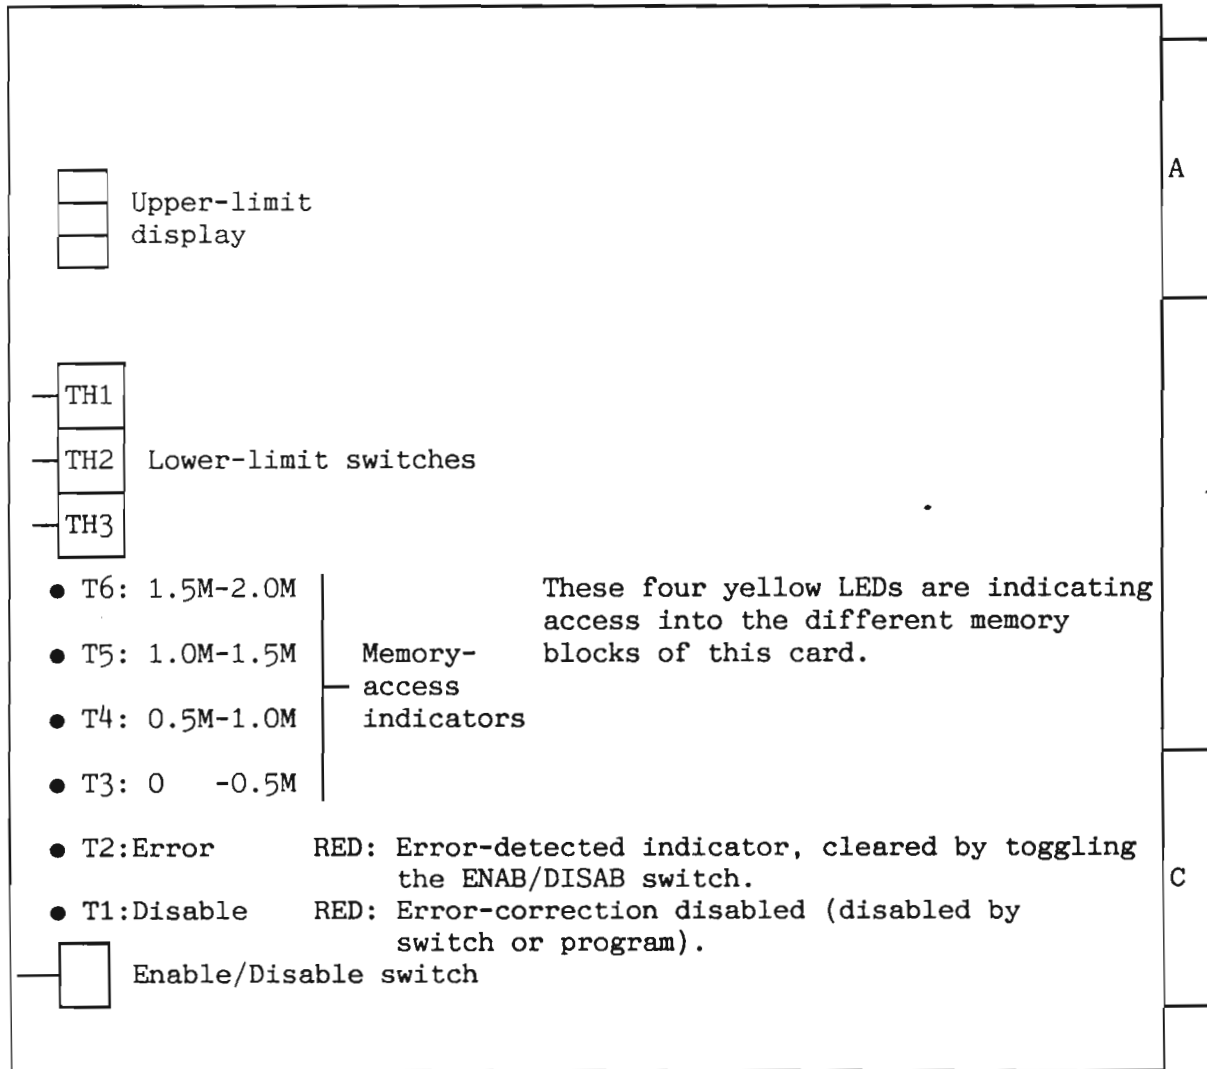 A
Upper-limit
display
TH1
TH2 Lower-limit switches
TH3
● T6: 1.5M-2.0M
● T5: 1.0M-1.5M
● T4: 0.5M-1.0M
● T3: 0 -0.5M
Memory-
access
indicators
These four yellow LEDs are indicating
access into the different memory
blocks of this card.
● T2:Error RED: Error-detected indicator, cleared by toggling
the ENAB/DISAB switch.
● T1:Disable RED: Error-correction disabled (disabled by
switch or program).
C
Enable/Disable switch